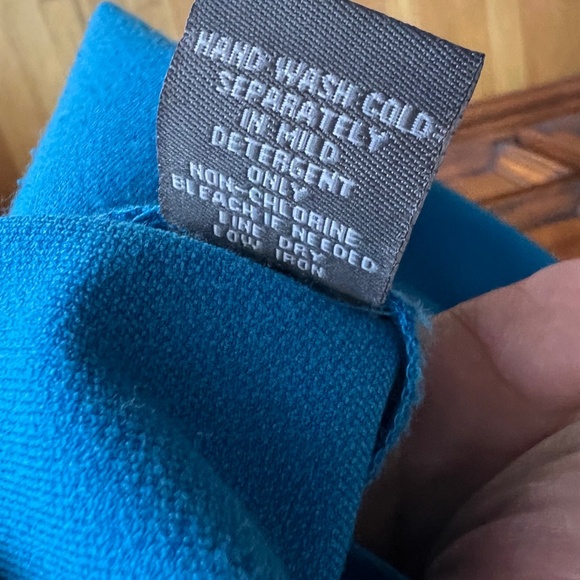 HAND WASH COLD-
SEPARATELY
IN MILD
DETERGENT
ONLY
NON-CHLORINE
BLEACH IF NEEDED
LINE DRY
LOW IRON